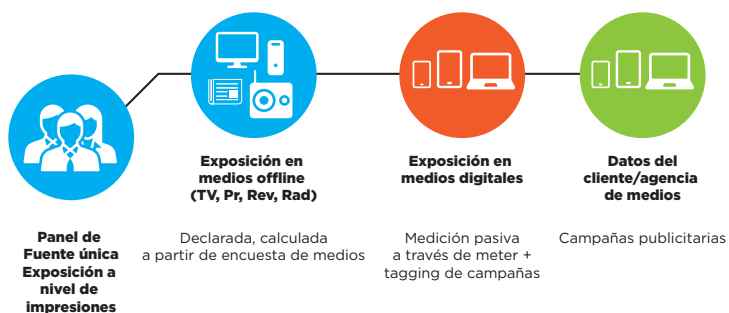 Panel de
Fuente única
Exposición a
nivel de
impresiones
Exposición en
medios offline
(TV, Pr, Rev, Rad)
Declarada, calculada
a partir de encuesta de medios
Exposición en
medios digitales
Medición pasiva
a través de meter +
tagging de campañas
Datos del
cliente/agencia
de medios
Campañas publicitarias